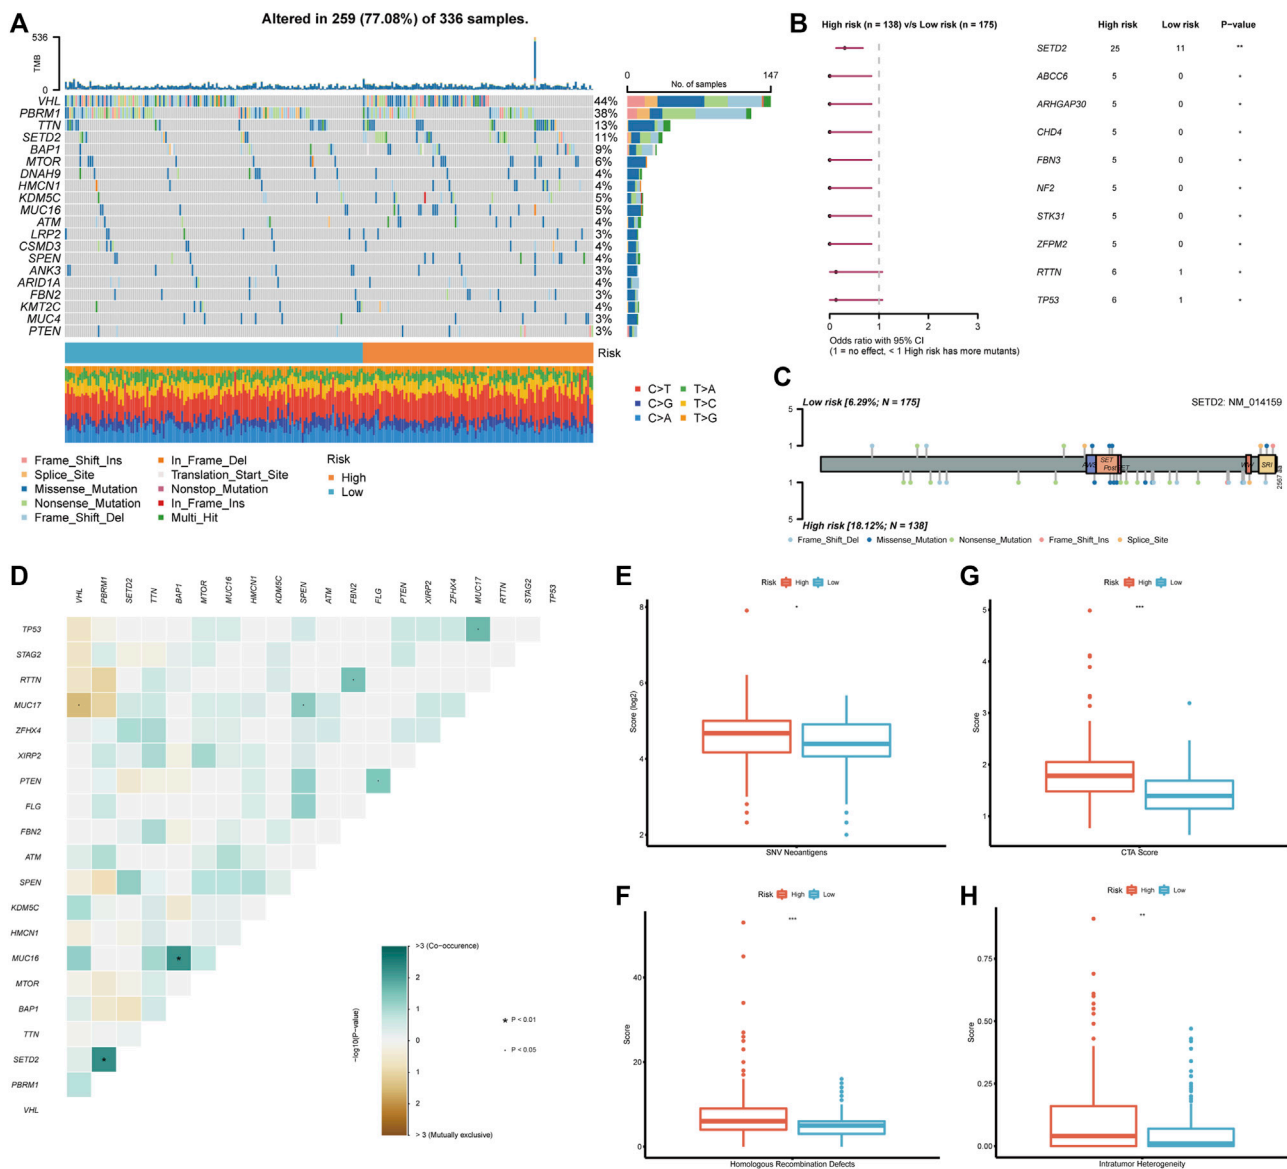 A
Altered in 259 (77.08%) of 336 samples.
536
TMB
0
0
147
No. of samples
VHL 44%
PBRM1 38%
TTN 13%
SETD2 11%
BAP1 9%
MTOR 6%
DNAH9 4%
HMCN1 4%
KDM5C 5%
MUC16 5%
ATM 4%
LRP2 3%
CSMD3 4%
SPEN 4%
ANK3 3%
ARID1A 4%
FBN2 3%
KMT2C 4%
MUC4 3%
PTEN 3%
Risk
C>T T>A
C>G T>C
C>A T>G
Frame_Shift_Ins In_Frame_Del
Splice_Site Translation_Start_Site
Missense_Mutation Nonstop_Mutation
Nonsense_Mutation In_Frame_Ins
Frame_Shift_Del Multi_Hit
Risk
High
Low
B
High risk (n = 138) v/s Low risk (n = 175) High risk Low risk P-value
SETD2 25 11 **
ABCC6 5 0 *
ARHGAP30 5 0 *
CHD4 5 0 *
FBN3 5 0 *
NF2 5 0 *
STK31 5 0 *
ZFPM2 5 0 *
RTTN 6 1 *
TP53 6 1 *
0 1 2 3
Odds ratio with 95% CI
(1 = no effect, < 1 High risk has more mutants)
C
Low risk [6.29%; N = 175]
SETD2: NM_014159
5
1
AWS SET PostSET WW SRI
2567 aa
1
5
High risk [18.12%; N = 138]
Frame_Shift_Del Missense_Mutation Nonsense_Mutation Frame_Shift_Ins Splice_Site
D
VHL PBRM1 SETD2 TTN BAP1 MTOR MUC16 HMCN1 KDM5C SPEN ATM FBN2 FLG PTEN XIRP2 ZFHX4 MUC17 RTTN STAG2 TP53
TP53
STAG2
RTTN
MUC17
ZFHX4
XIRP2
PTEN
FLG
FBN2
ATM
SPEN
KDM5C
HMCN1
MUC16
MTOR
BAP1
TTN
SETD2
PBRM1
VHL
>3 (Co-occurence)
2
1
0
1
2
> 3 (Mutually exclusive)
-log10(P-value)
* P < 0.01
· P < 0.05
E
Risk High Low
*
8
6
4
2
Score (log2)
SNV Neoantigens
G
Risk High Low
***
5
4
3
2
1
Score
CTA Score
F
Risk High Low
***
40
20
0
Score
Homologous Recombination Defects
H
Risk High Low
**
0.75
0.50
0.25
0.00
Score
Intratumor Heterogeneity